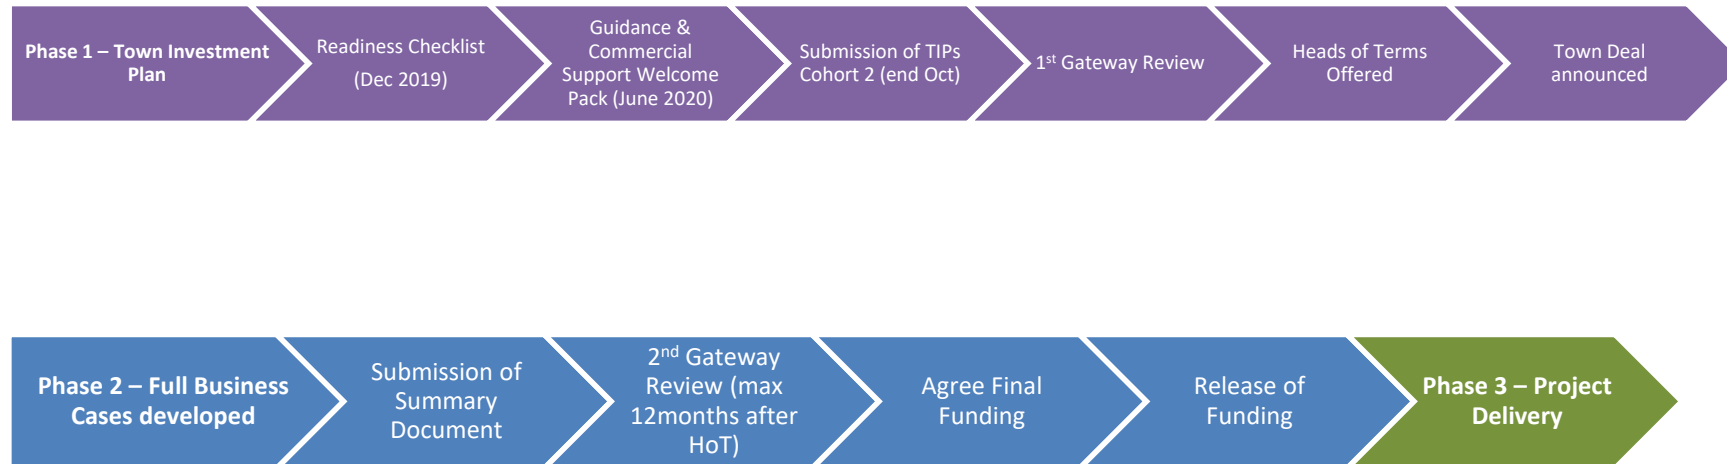 Phase 1 – Town Investment
Plan
Readiness Checklist
(Dec 2019)
Guidance &
Commercial
Support Welcome
Pack (June 2020)
Submission of TIPs
Cohort 2 (end Oct)
1st Gateway Review
Heads of Terms
Offered
Town Deal
announced
Phase 2 – Full Business
Cases developed
Submission of
Summary
Document
2nd Gateway
Review (max
12months after
HoT)
Agree Final
Funding
Release of
Funding
Phase 3 – Project
Delivery